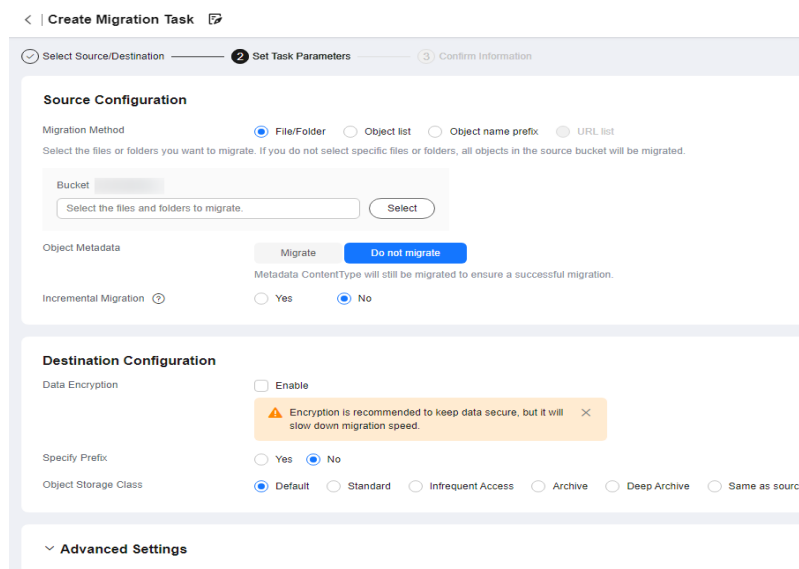 Create Migration Task
Select Source/Destination 2 Set Task Parameters 3 Confirm Information
Source Configuration
Migration Method File/Folder Object list Object name prefix URL list
Select the files or folders you want to migrate. If you do not select specific files or folders, all objects in the source bucket will be migrated.
Bucket
Select the files and folders to migrate. Select
Object Metadata Migrate Do not migrate
Metadata ContentType will still be migrated to ensure a successful migration.
Incremental Migration ? Yes No
Destination Configuration
Data Encryption Enable
Encryption is recommended to keep data secure, but it will
slow down migration speed.
Specify Prefix Yes No
Object Storage Class Default Standard Infrequent Access Archive Deep Archive Same as sourc
Advanced Settings